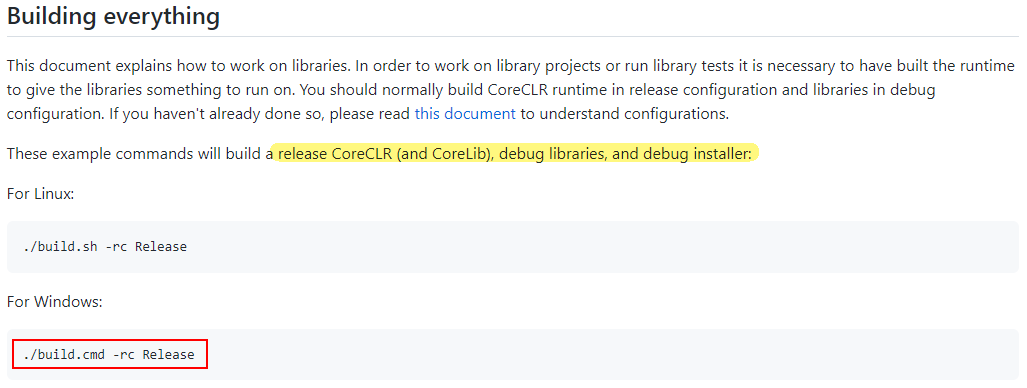 Building everything
This document explains how to work on libraries. In order to work on library projects or run library tests it is necessary to have built the runtime
to give the libraries something to run on. You should normally build CoreCLR runtime in release configuration and libraries in debug
configuration. If you haven't already done so, please read this document to understand configurations.
These example commands will build a release CoreCLR (and CoreLib), debug libraries, and debug installer:
For Linux:
./build.sh -rc Release
For Windows:
./build.cmd -rc Release